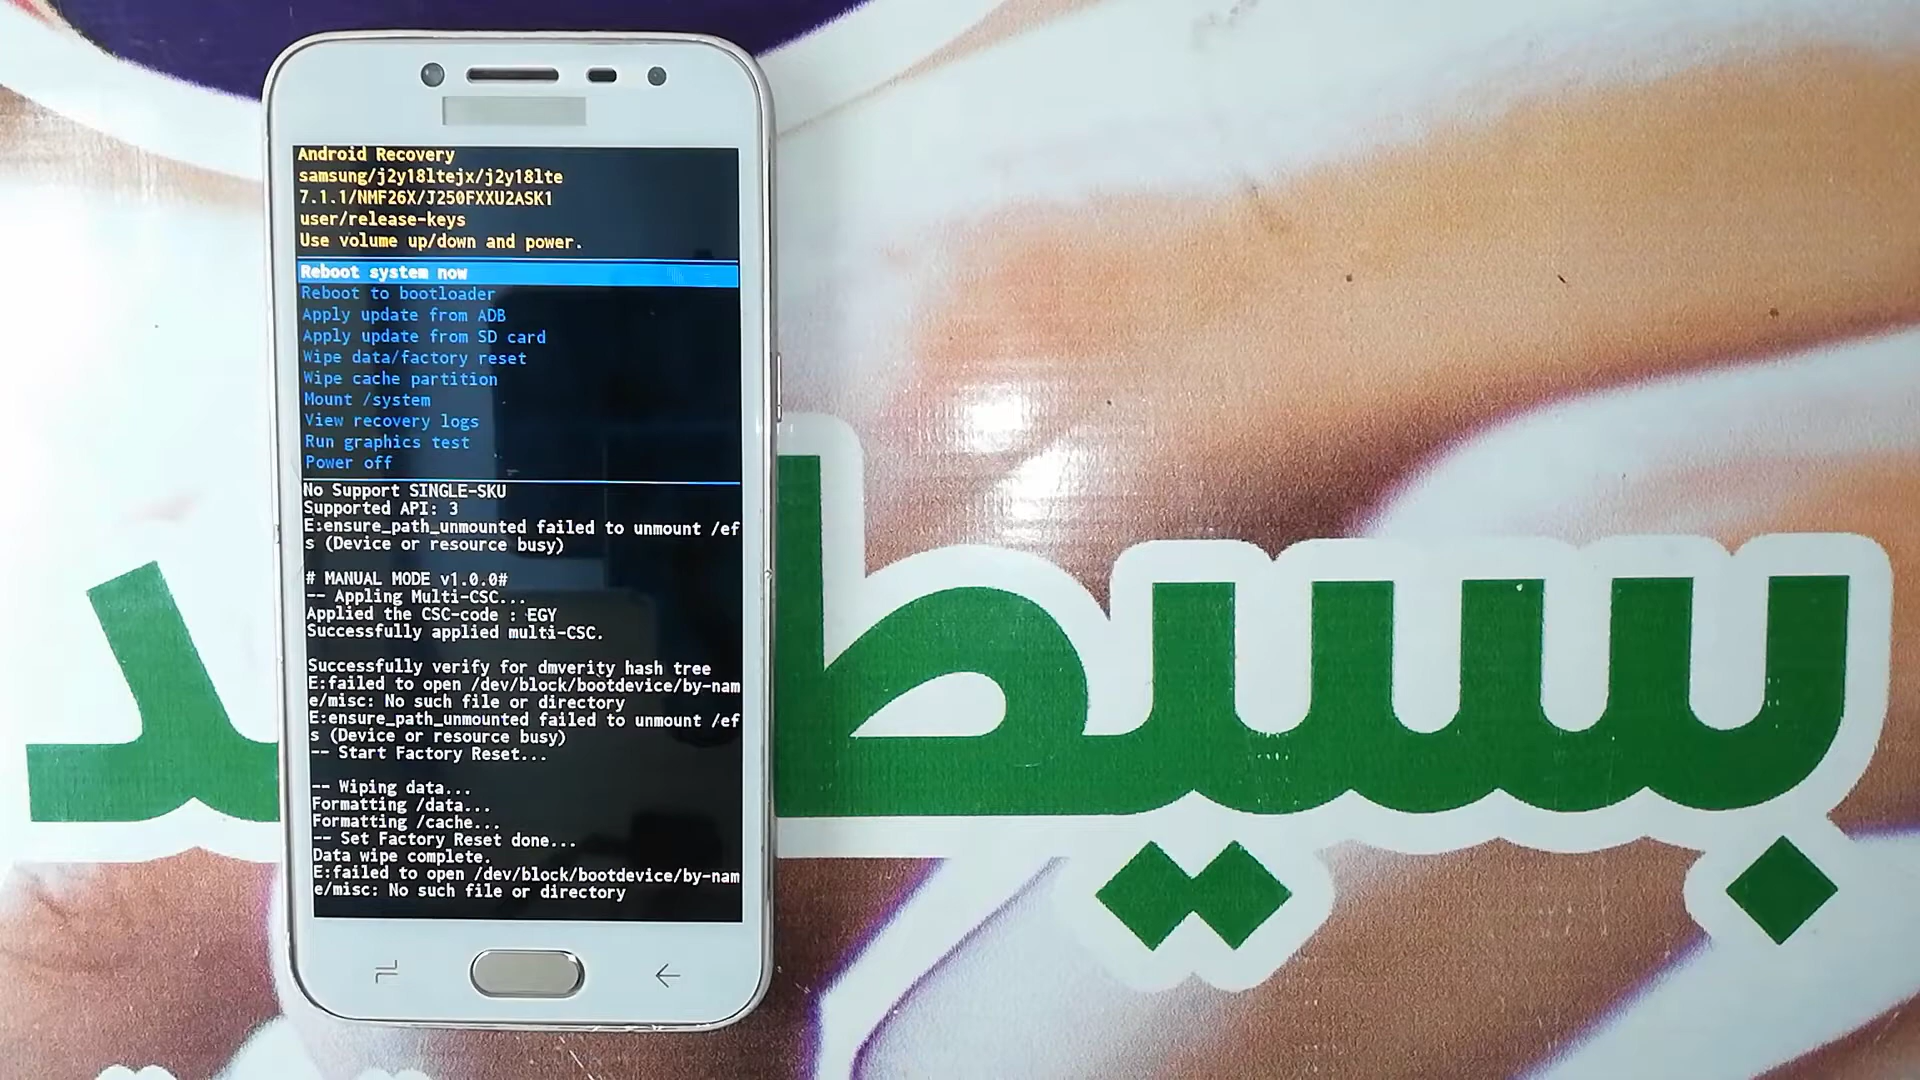 Android Recovery
samsung/j2y18ltejx/j2y18lte
7.1.1/NMF26X/J250FXXU2ASK1
user/release-keys
Use volume up/down and power.
Reboot system now
Reboot to bootloader
Apply update from ADB
Apply update from SD card
Wipe data/factory reset
Wipe cache partition
Mount /system
View recovery logs
Run graphics test
Power off
No Support SINGLE-SKU
Supported API: 3
E:ensure_path_unmounted failed to unmount /ef
s (Device or resource busy)
# MANUAL MODE v1.0.0#
-- Appling Multi-CSC...
Applied the CSC-code : EGY
Successfully applied multi-CSC.
Successfully verify for dmverity hash tree
E:failed to open /dev/block/bootdevice/by-nam
e/misc: No such file or directory
E:ensure_path_unmounted failed to unmount /ef
s (Device or resource busy)
-- Start Factory Reset...
-- Wiping data...
Formatting /data...
Formatting /cache...
-- Set Factory Reset done...
Data wipe complete.
E:failed to open /dev/block/bootdevice/by-nam
e/misc: No such file or directory